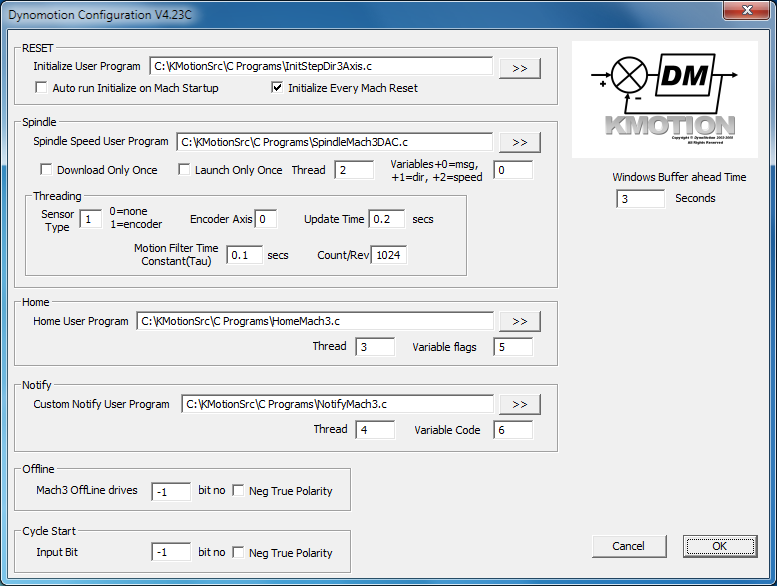 Dynomotion Configuration V4.23C
RESET
Initialize User Program C:\KMotionSrc\C Programs\InitStepDir3Axis.c >>
Auto run Initialize on Mach Startup Initialize Every Mach Reset
Spindle
Spindle Speed User Program C:\KMotionSrc\C Programs\SpindleMach3DAC.c >>
Download Only Once Launch Only Once Thread 2 Variables+0=msg, +1=dir, +2=speed 0
Threading
Sensor Type 1 0=none 1=encoder Encoder Axis 0 Update Time 0.2 secs
Motion Filter Time Constant(Tau) 0.1 secs Count/Rev 1024
Home
Home User Program C:\KMotionSrc\C Programs\HomeMach3.c >>
Thread 3 Variable flags 5
Notify
Custom Notify User Program C:\KMotionSrc\C Programs\NotifyMach3.c >>
Thread 4 Variable Code 6
Offline
Mach3 OffLine drives -1 bit no Neg True Polarity
Cycle Start
Input Bit -1 bit no Neg True Polarity
+ - DM
KMOTION
Copyright © DynoMotion 2002-2008
All Rights Reserved
Windows Buffer ahead Time
3 Seconds
Cancel OK